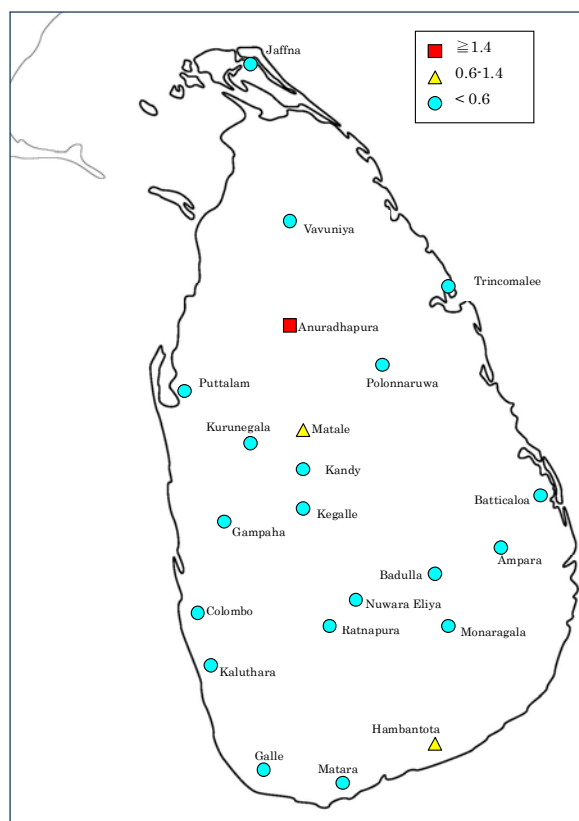 Jaffna
≧1.4
0.6-1.4
< 0.6
Vavuniya
Trincomalee
Anuradhapura
Polonnaruwa
Puttalam
Kurunegala
Matale
Kandy
Batticaloa
Kegalle
Gampaha
Ampara
Badulla
Nuwara Eliya
Colombo
Ratnapura
Monaragala
Kaluthara
Hambantota
Galle
Matara